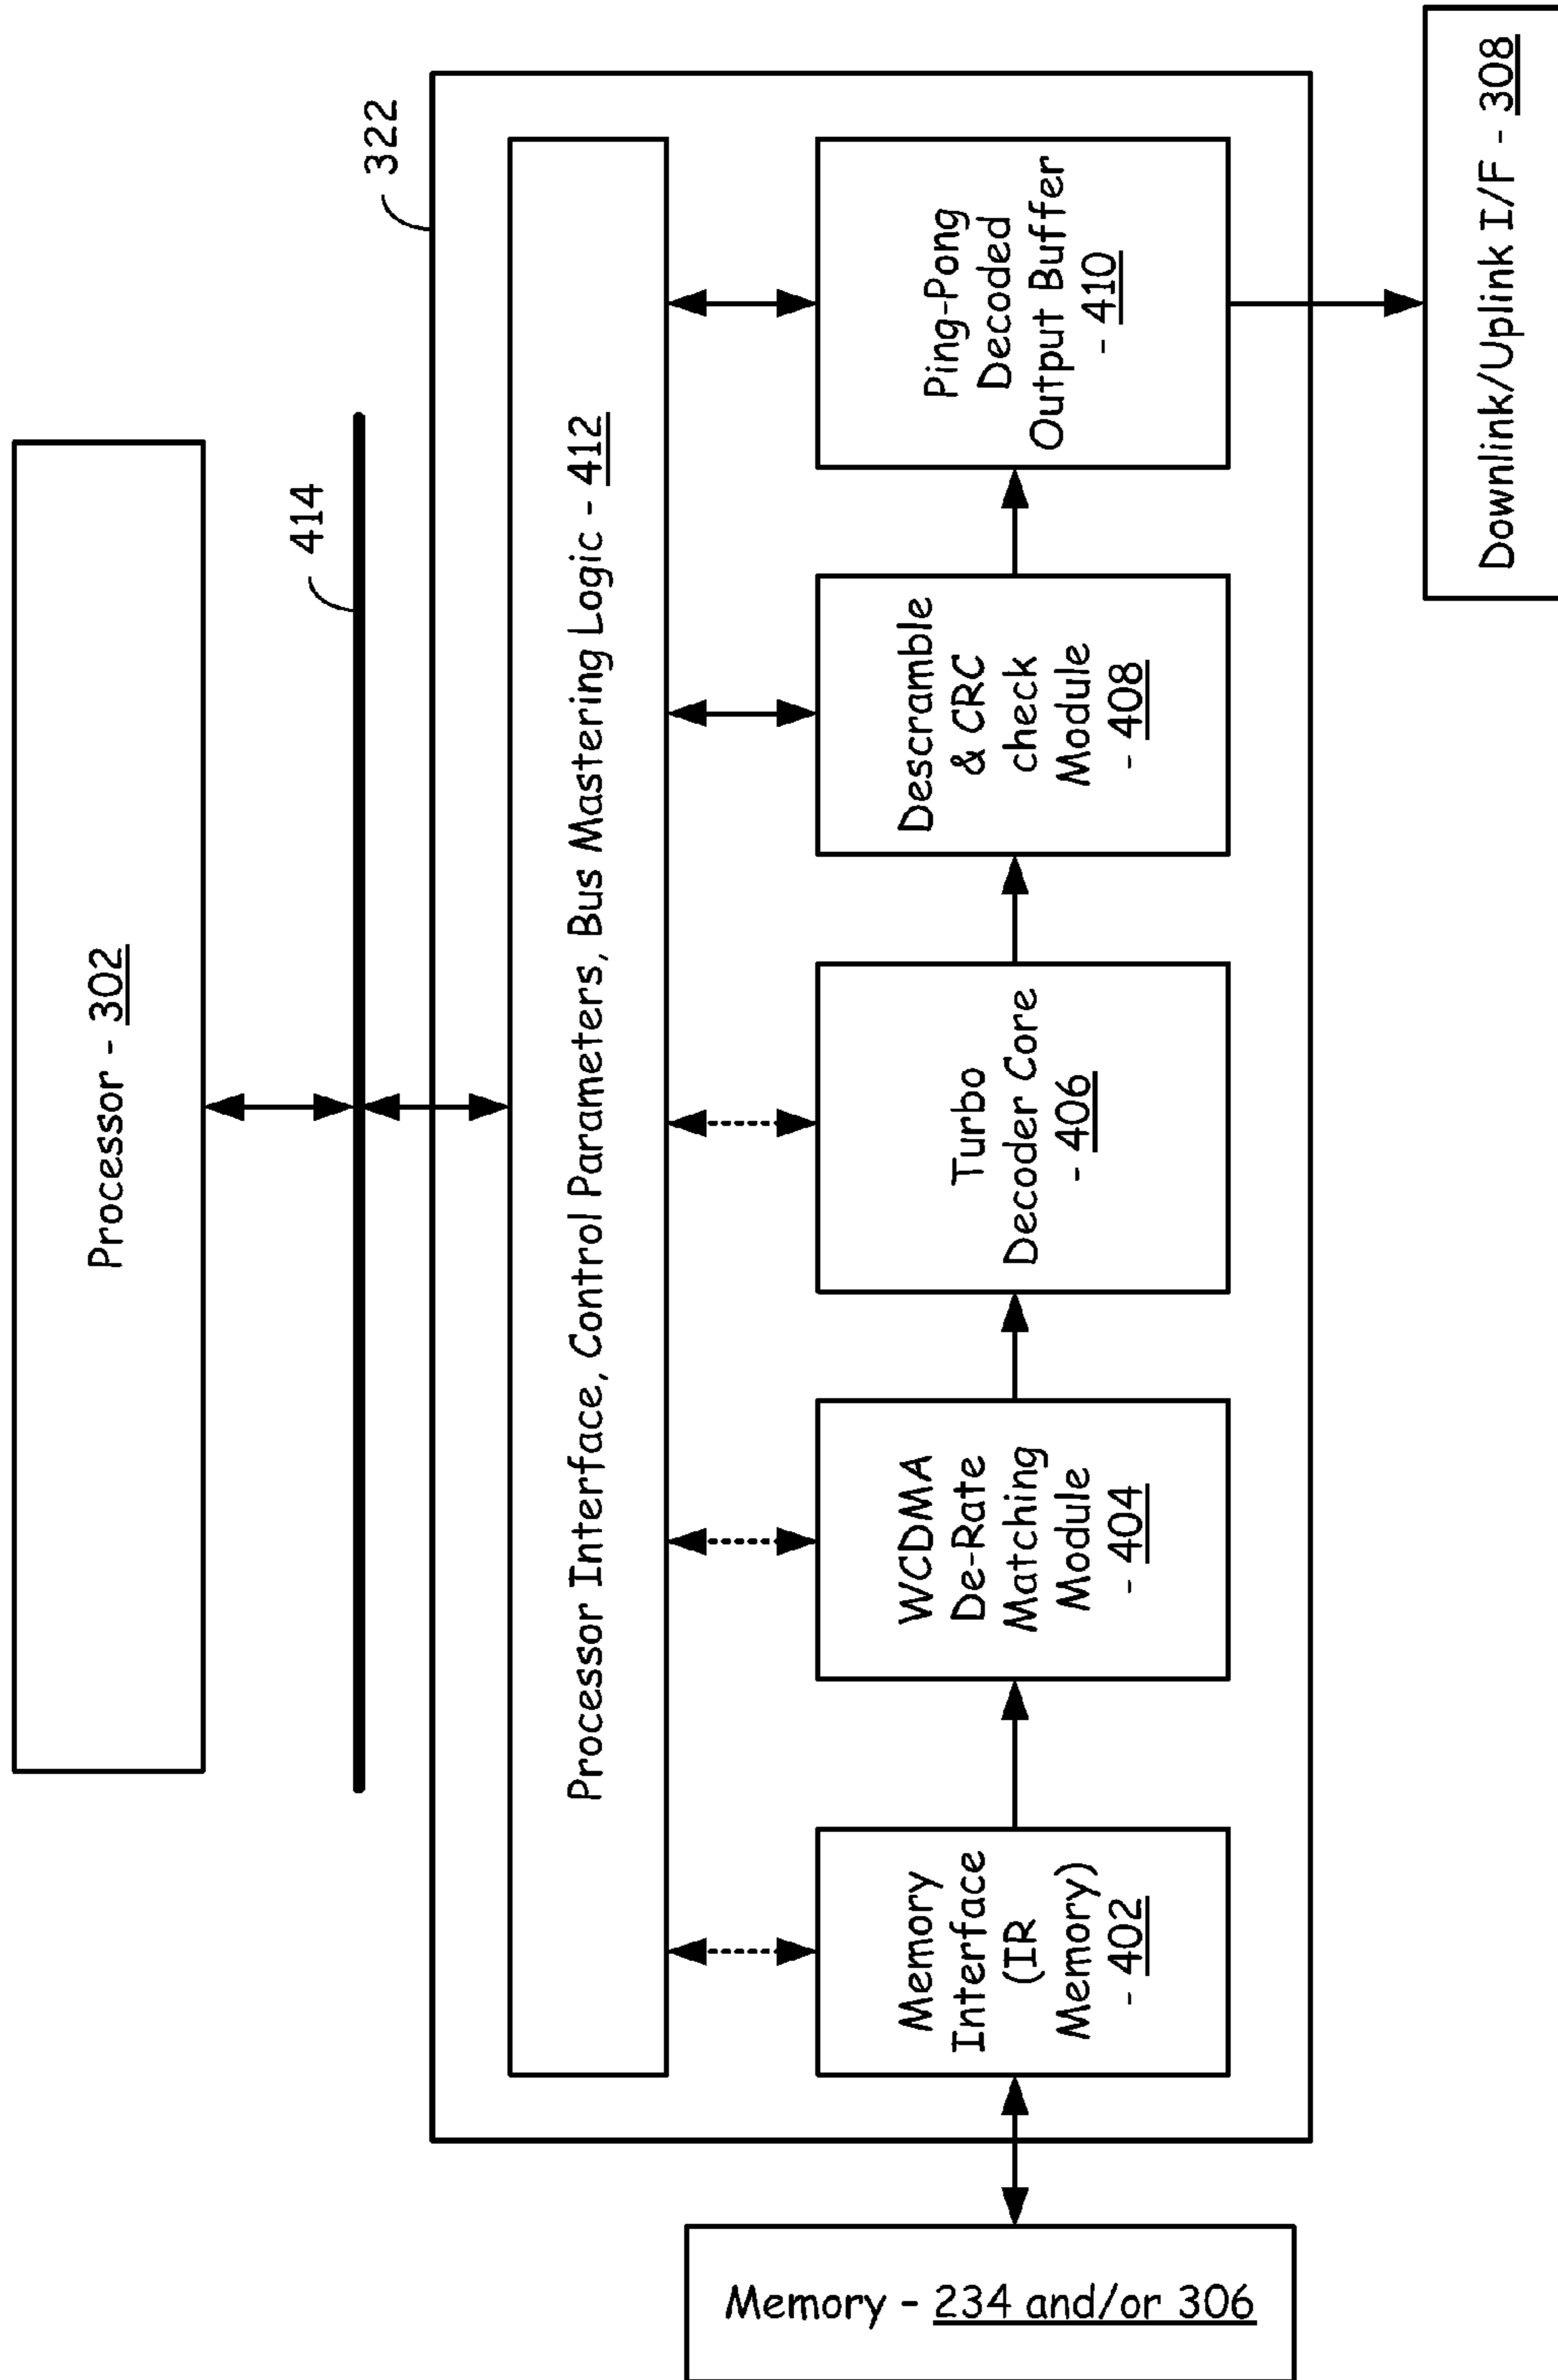 Processor - 302
414
322
Processor Interface, Control Parameters, Bus Mastering Logic - 412
Memory - 234 and/or 306
Memory
Interface
(IR
Memory)
- 402
WCDMA
De-Rate
Matching
Module
- 404
Turbo
Decoder Core
- 406
Descramble
& CRC
check
Module
- 408
Ping-Pong
Decoded
Output Buffer
- 410
Downlink/Uplink I/F - 308